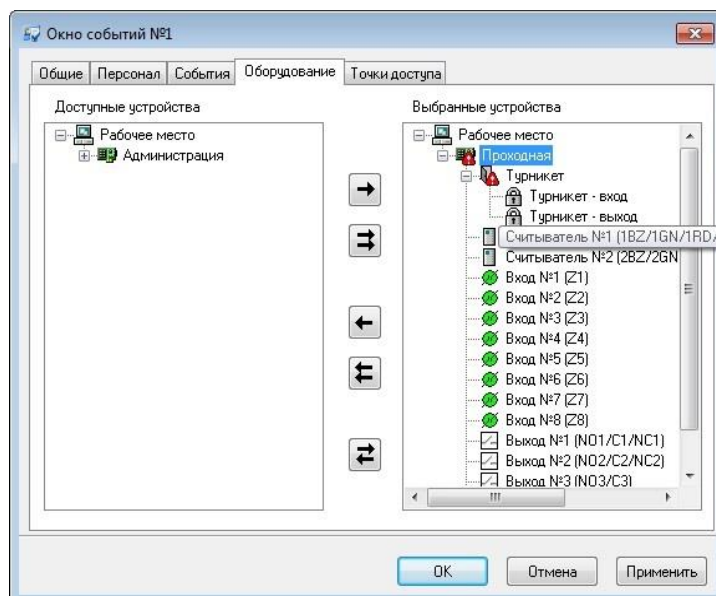 Окно событий №1
Общие Персонал События Оборудование Точки доступа
Доступные устройства
Рабочее место
Администрация
Выбранные устройства
Рабочее место
Проходная
Турникет
Турникет - вход
Турникет - выход
Считыватель №1 (1BZ/1GN/1RD/
Считыватель №2 (2BZ/2GN
Вход №1 (Z1)
Вход №2 (Z2)
Вход №3 (Z3)
Вход №4 (Z4)
Вход №5 (Z5)
Вход №6 (Z6)
Вход №7 (Z7)
Вход №8 (Z8)
Выход №1 (NO1/C1/NC1)
Выход №2 (NO2/C2/NC2)
Выход №3 (NO3/C3)
OK Отмена Применить